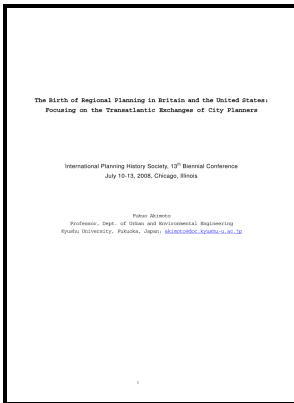 The Birth of Regional Planning in Britain and the United States:
Focusing on the Transatlantic Exchanges of City Planners
International Planning History Society, 13th Biennial Conference
July 10-13, 2008, Chicago, Illinois
Fukuo Akimoto
Professor, Dept. of Urban and Environmental Engineering
Kyushu University, Fukuoka, Japan; akimoto@doc.kyushu-u.ac.jp
1